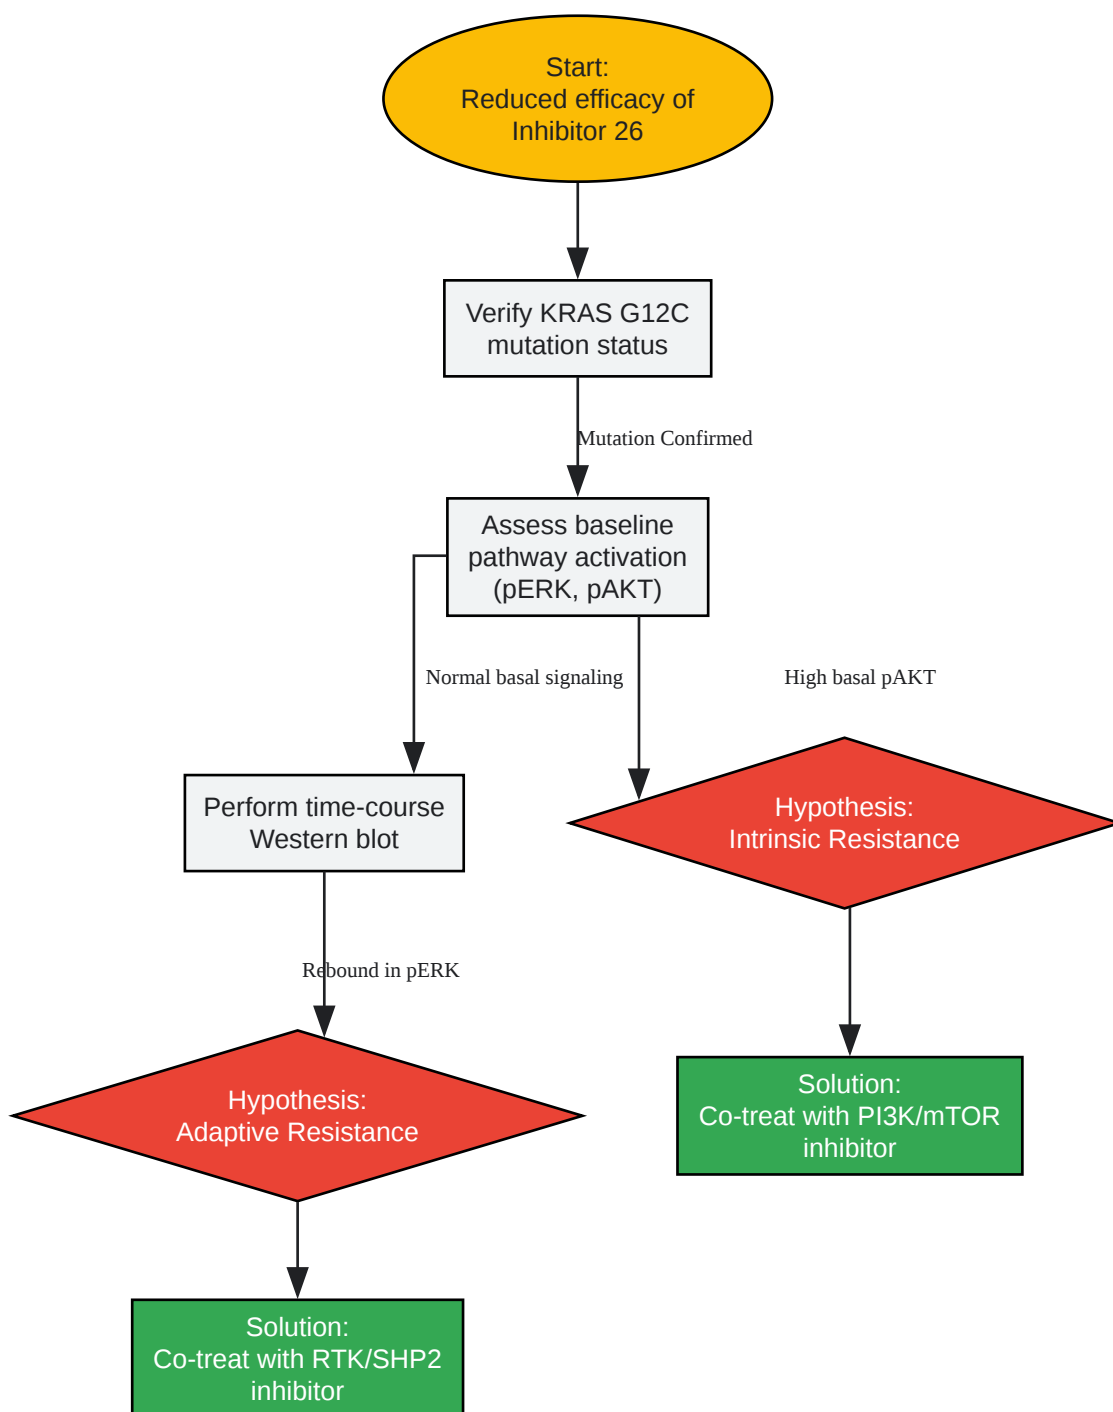 Start:
Reduced efficacy of
Inhibitor 26
Verify KRAS G12C
mutation status
Mutation Confirmed
Assess baseline
pathway activation
(pERK, pAKT)
Normal basal signaling
High basal pAKT
Perform time-course
Western blot
Hypothesis:
Intrinsic Resistance
Rebound in pERK
Hypothesis:
Adaptive Resistance
Solution:
Co-treat with PI3K/mTOR
inhibitor
Solution:
Co-treat with RTK/SHP2
inhibitor